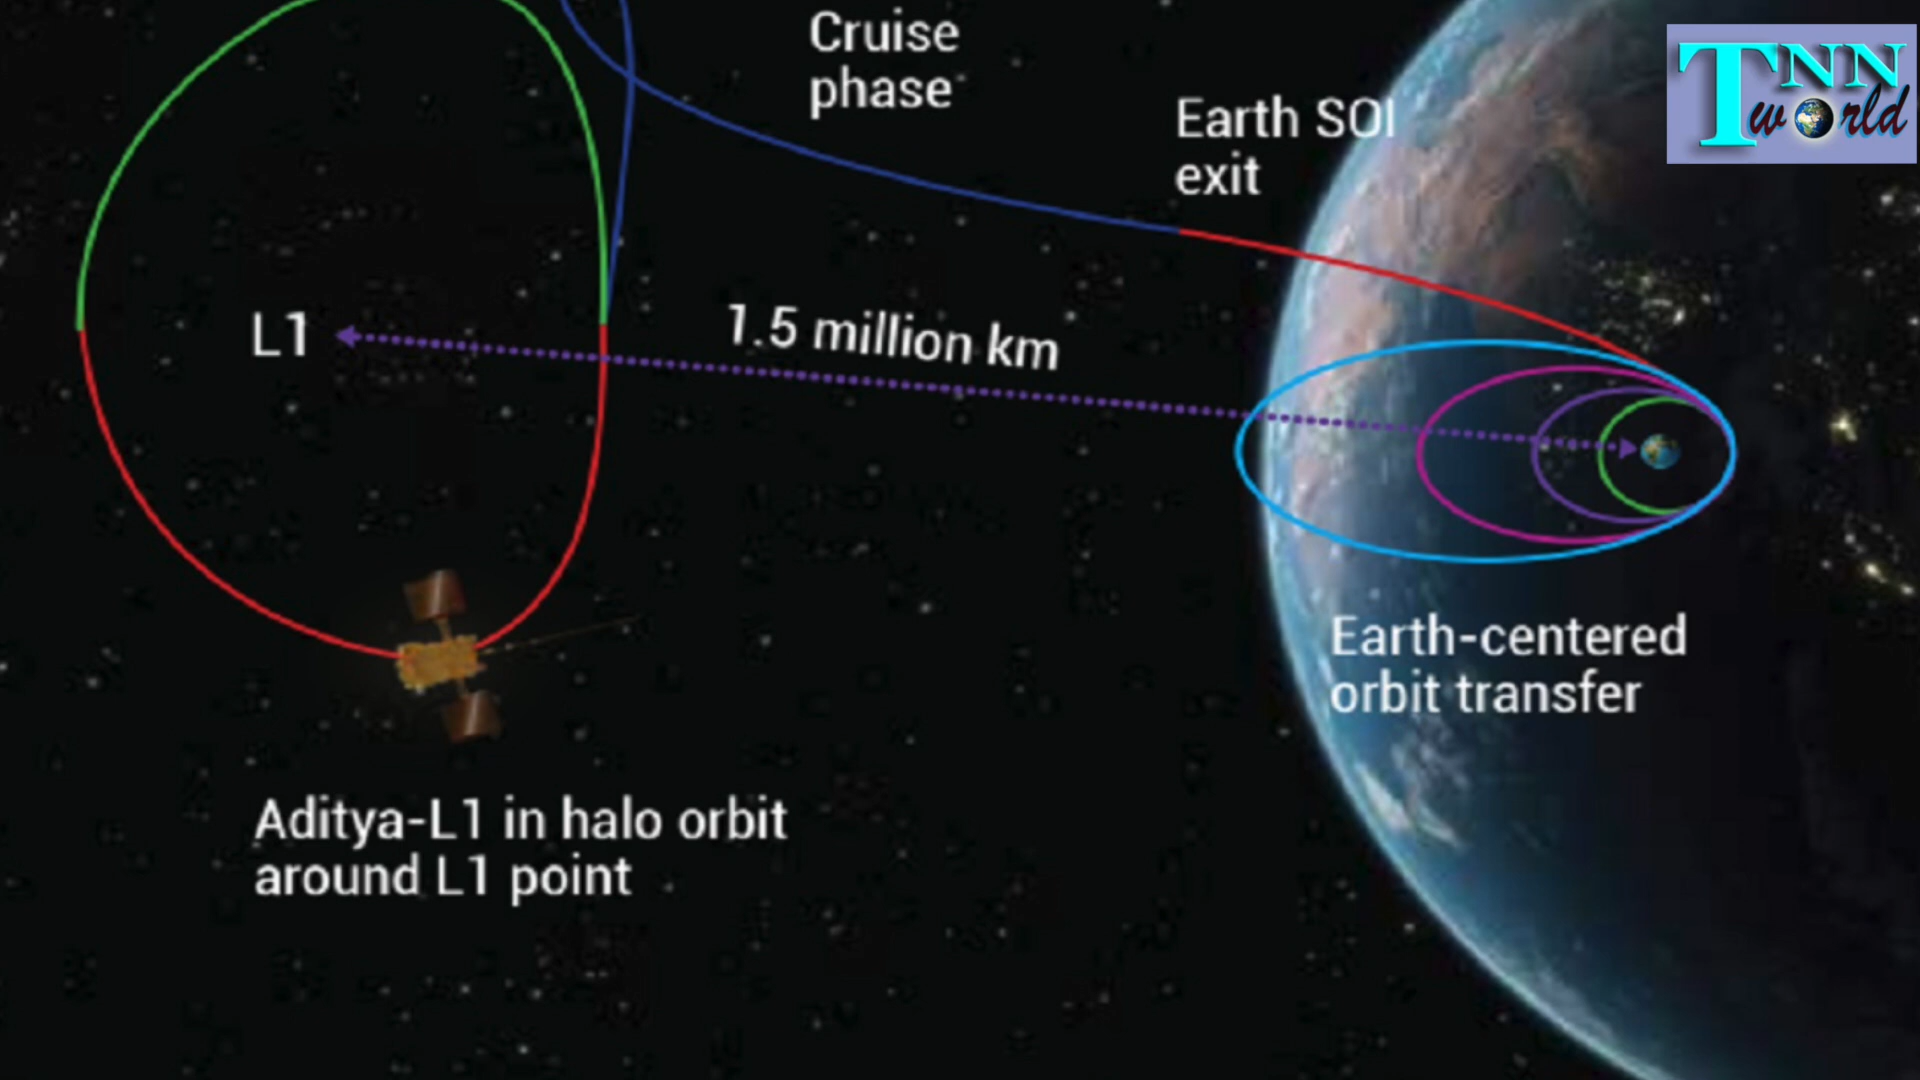 Cruise
phase
Earth SOI
exit
TNN
world
L1
1.5 million km
Earth-centered
orbit transfer
Aditya-L1 in halo orbit
around L1 point